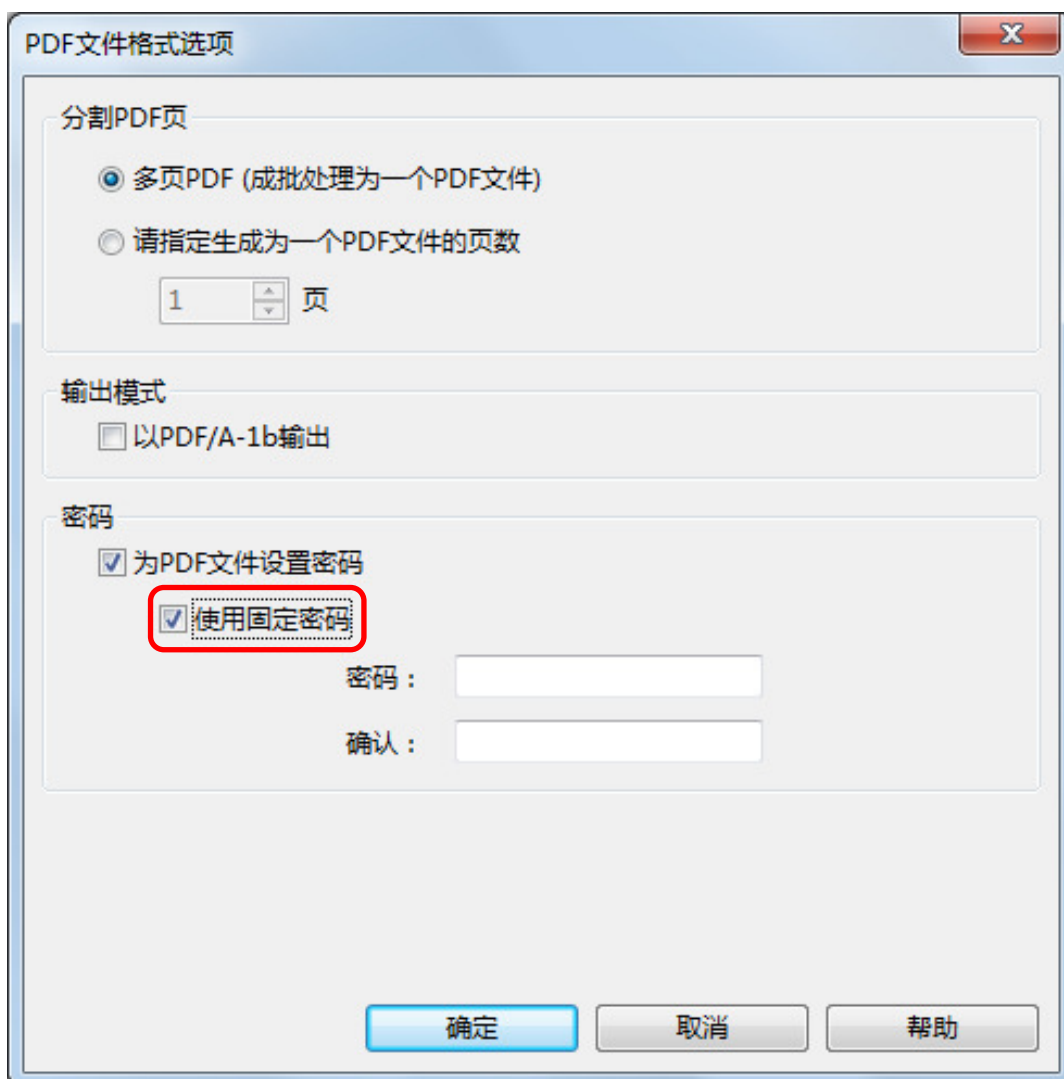 PDF文件格式选项
分割PDF页
多页PDF (成批处理为一个PDF文件)
请指定生成为一个PDF文件的页数
1 页
输出模式
以PDF/A-1b输出
密码
为PDF文件设置密码
使用固定密码
密码：
确认：
确定 取消 帮助